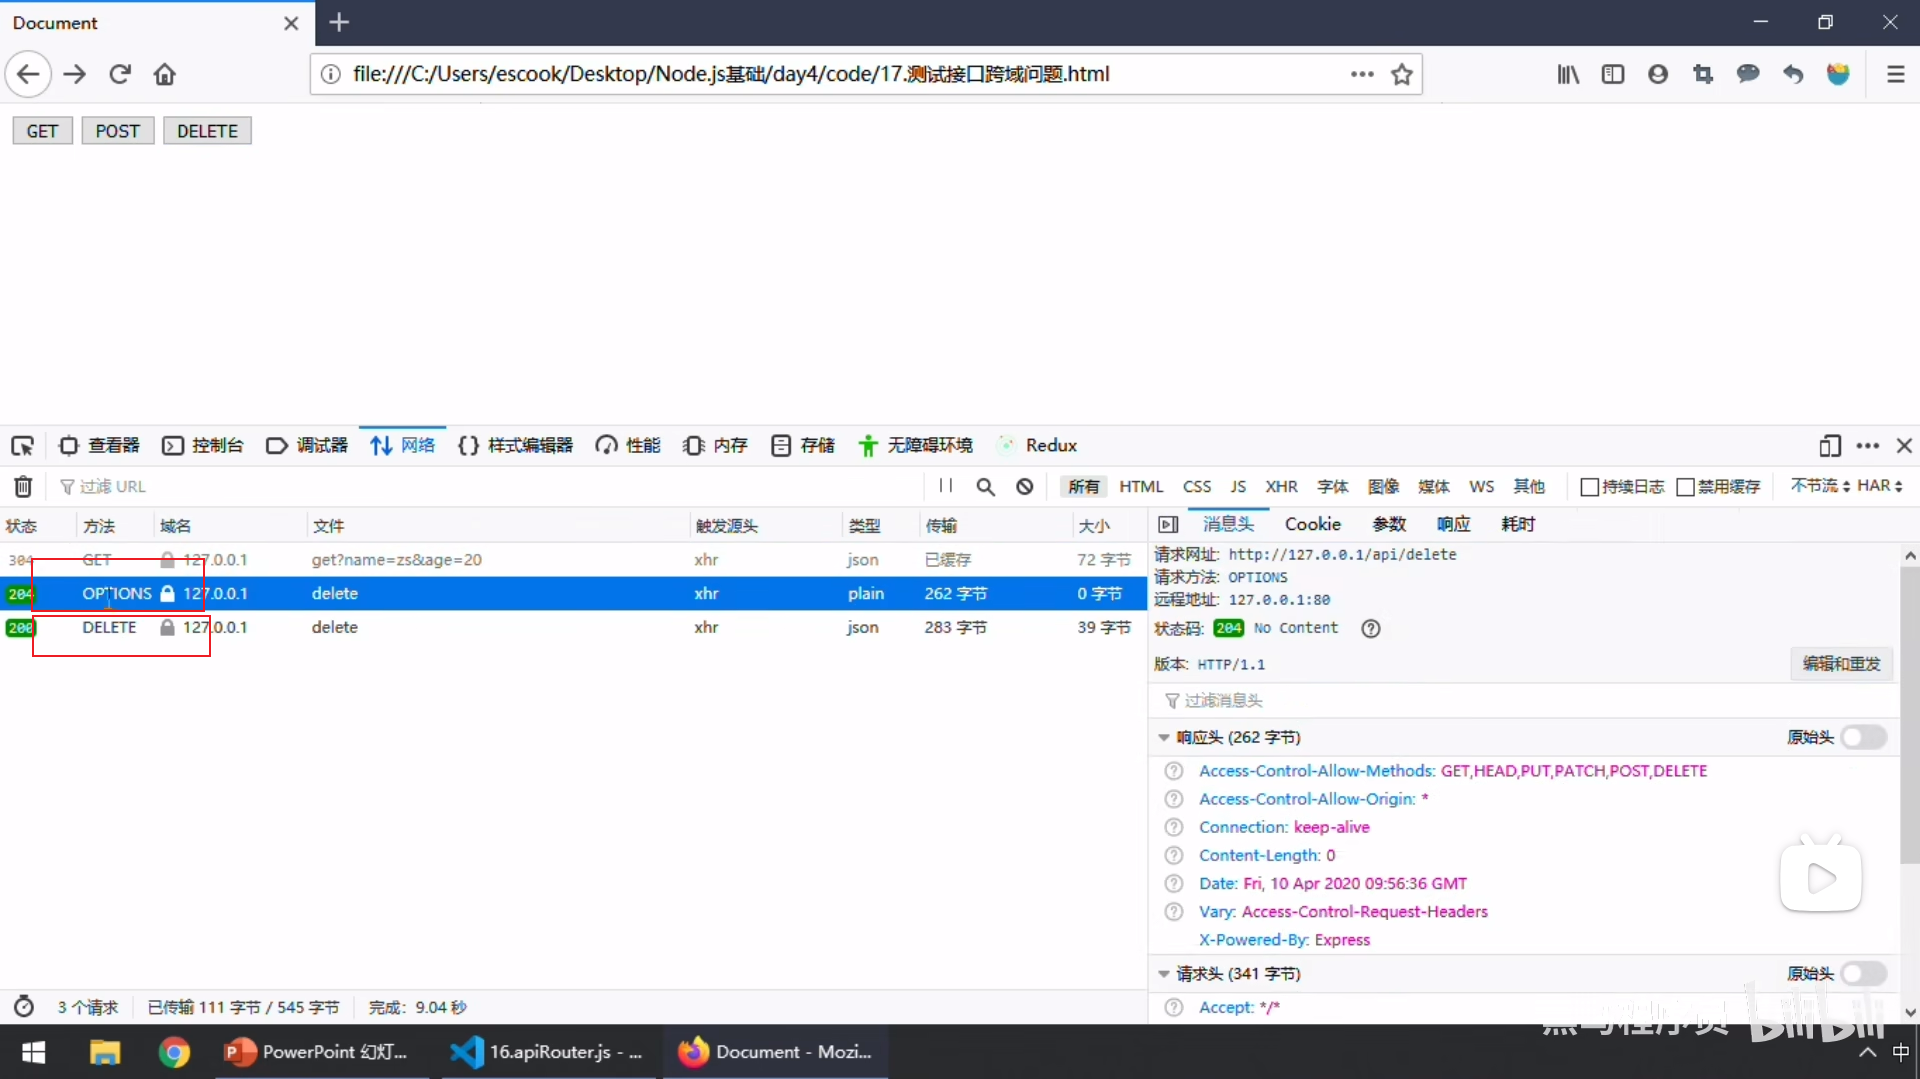 Document
file:///C:/Users/escook/Desktop/Node.js基础/day4/code/17.测试接口跨域问题.html
GET POST DELETE
查看器 控制台 调试器 网络 样式编辑器 性能 内存 存储 无障碍环境 Redux
过滤 URL 所有 HTML CSS JS XHR 字体 图像 媒体 WS 其他 持续日志 禁用缓存 不节流 HAR
状态 方法 域名 文件 触发源头 类型 传输 大小
304 GET 127.0.0.1 get?name=zs&age=20 xhr json 已缓存 72 字节
204 OPTIONS 127.0.0.1 delete xhr plain 262 字节 0 字节
200 DELETE 127.0.0.1 delete xhr json 283 字节 39 字节
消息头 Cookie 参数 响应 耗时
请求网址: http://127.0.0.1/api/delete
请求方法: OPTIONS
远程地址: 127.0.0.1:80
状态码: 204 No Content
版本: HTTP/1.1 编辑和重发
过滤消息头
响应头 (262 字节) 原始头
Access-Control-Allow-Methods: GET,HEAD,PUT,PATCH,POST,DELETE
Access-Control-Allow-Origin: *
Connection: keep-alive
Content-Length: 0
Date: Fri, 10 Apr 2020 09:56:36 GMT
Vary: Access-Control-Request-Headers
X-Powered-By: Express
请求头 (341 字节) 原始头
Accept: */*
3 个请求 已传输 111 字节 / 545 字节 完成: 9.04 秒
黑马程序员 bilibili
PowerPoint 幻灯... 16.apiRouter.js - ... Document - Mozi... 中